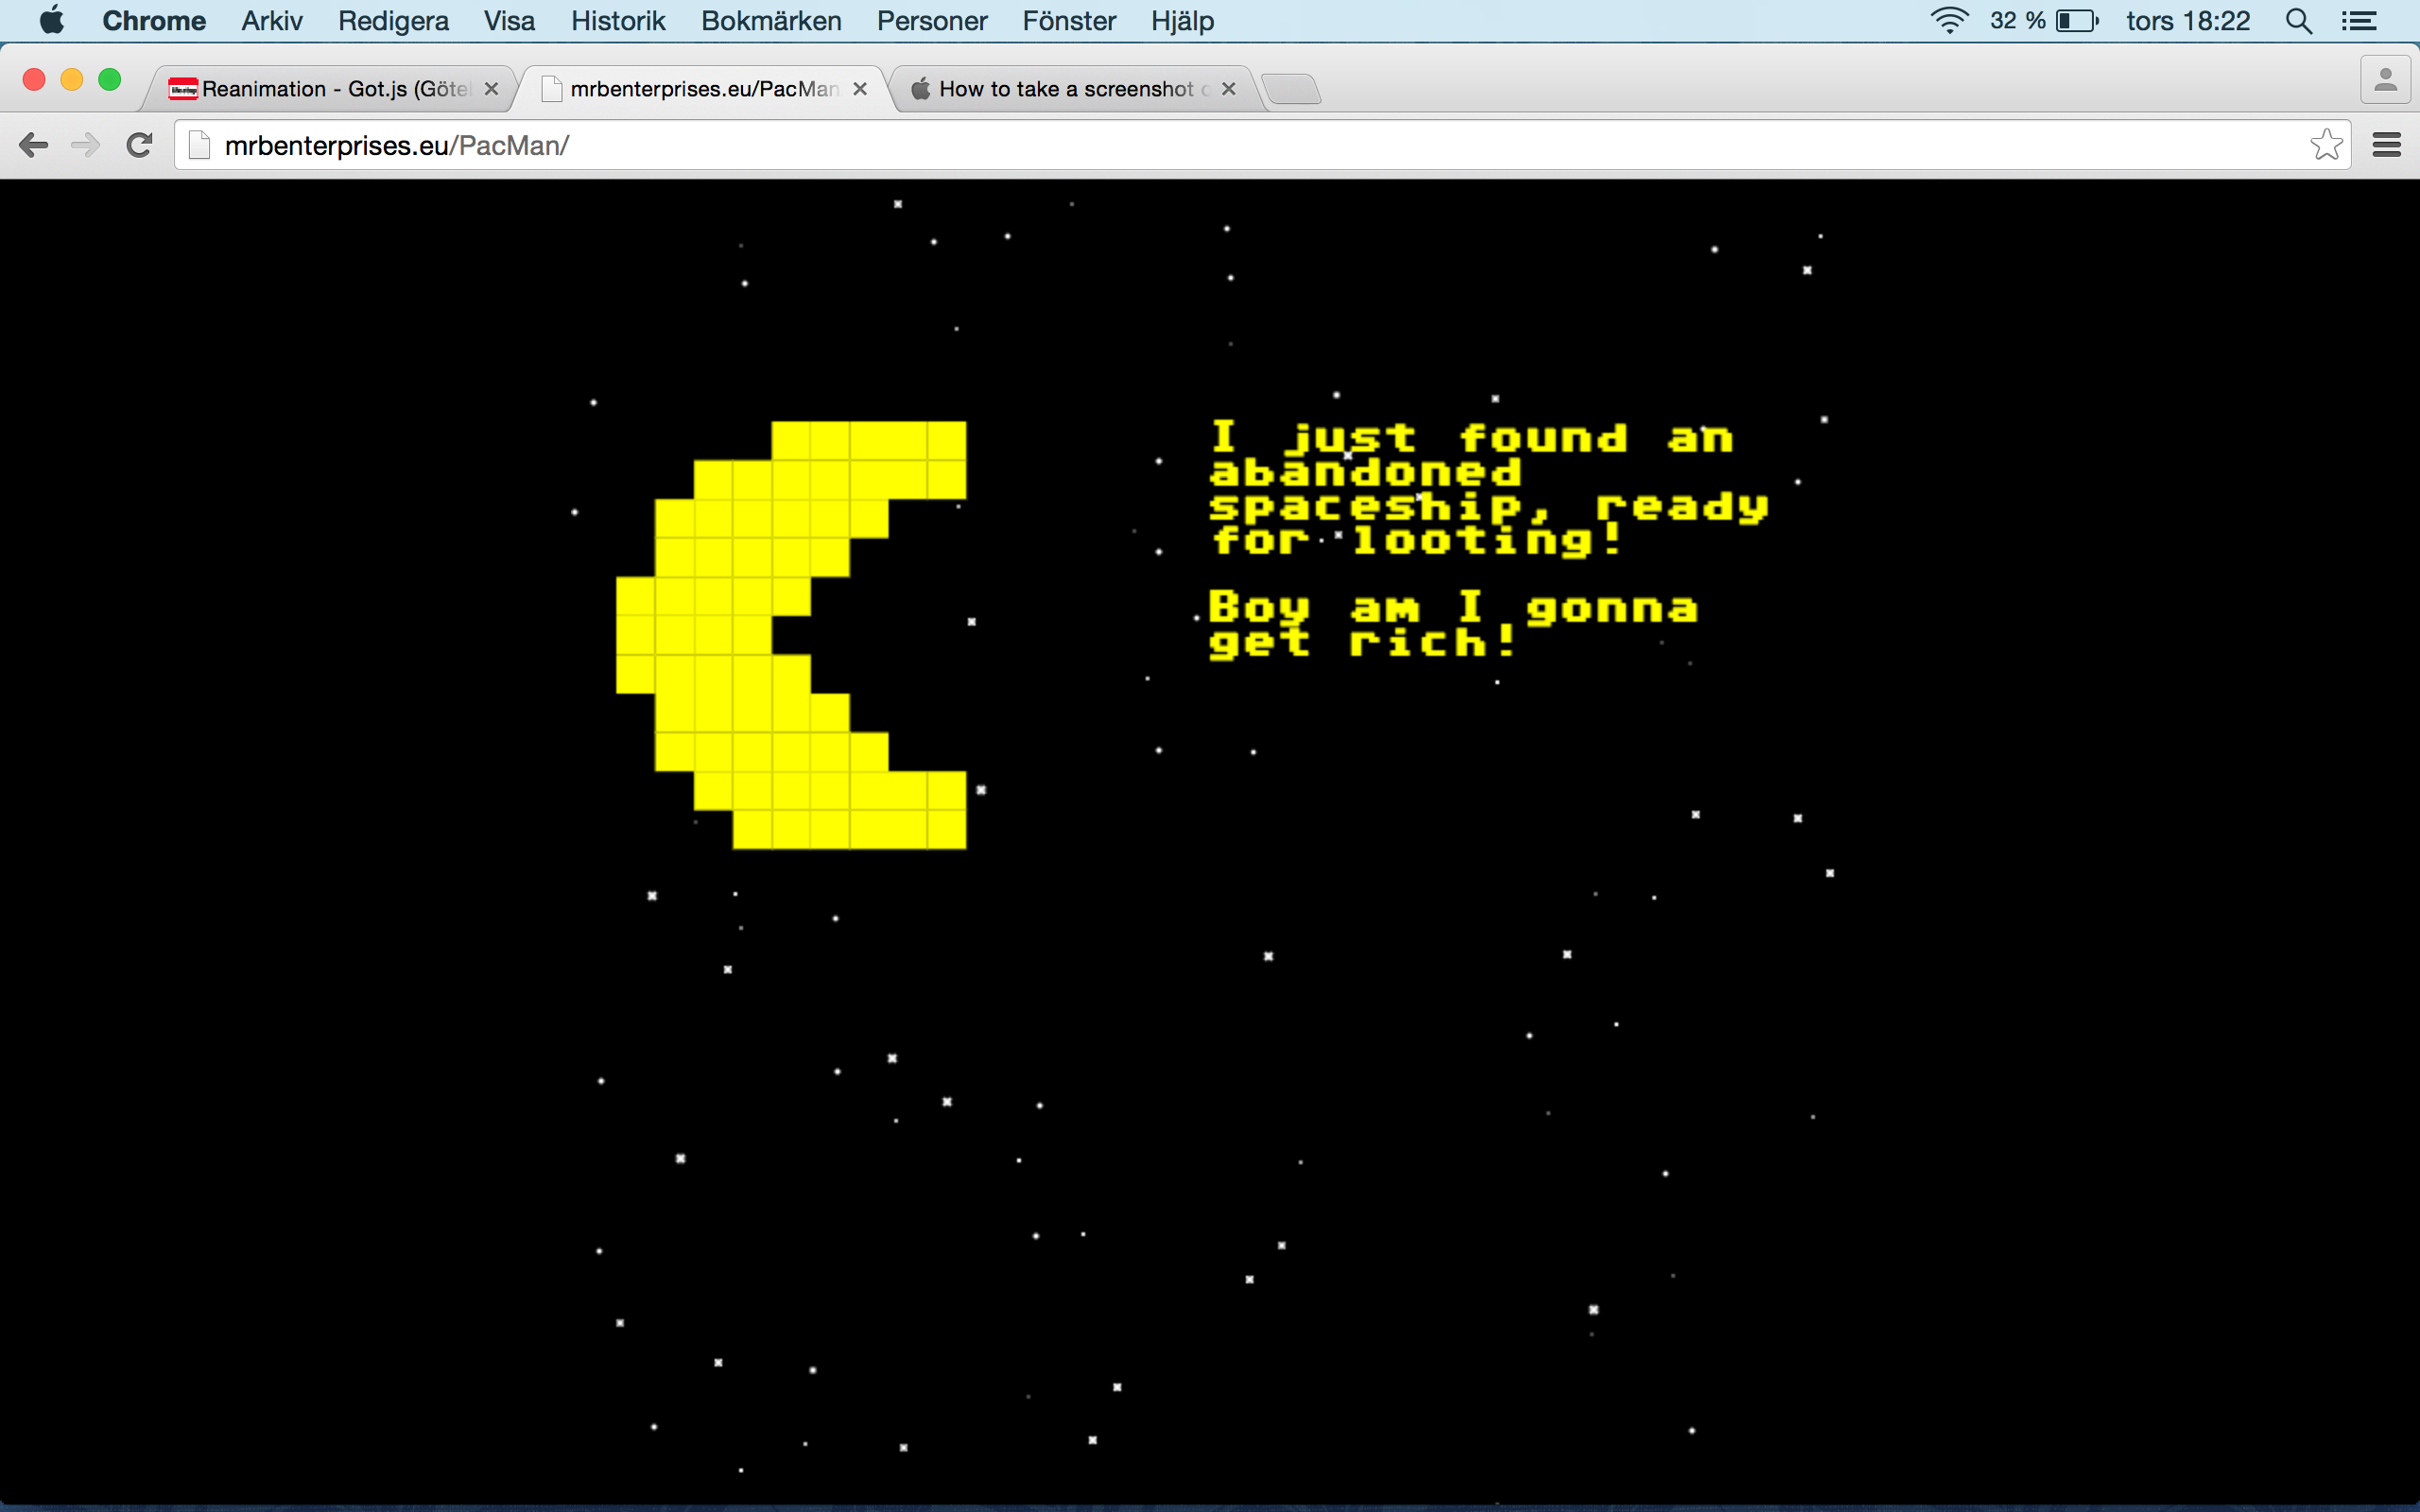 Chrome Arkiv Redigera Visa Historik Bokmärken Personer Fönster Hjälp 32 % tors 18:22
Reanimation - Got.js (Göte mrbenterprises.eu/PacMan How to take a screenshot
mrbenterprises.eu/PacMan/
I just found an
abandoned
spaceship, ready
for looting!
Boy am I gonna
get rich!